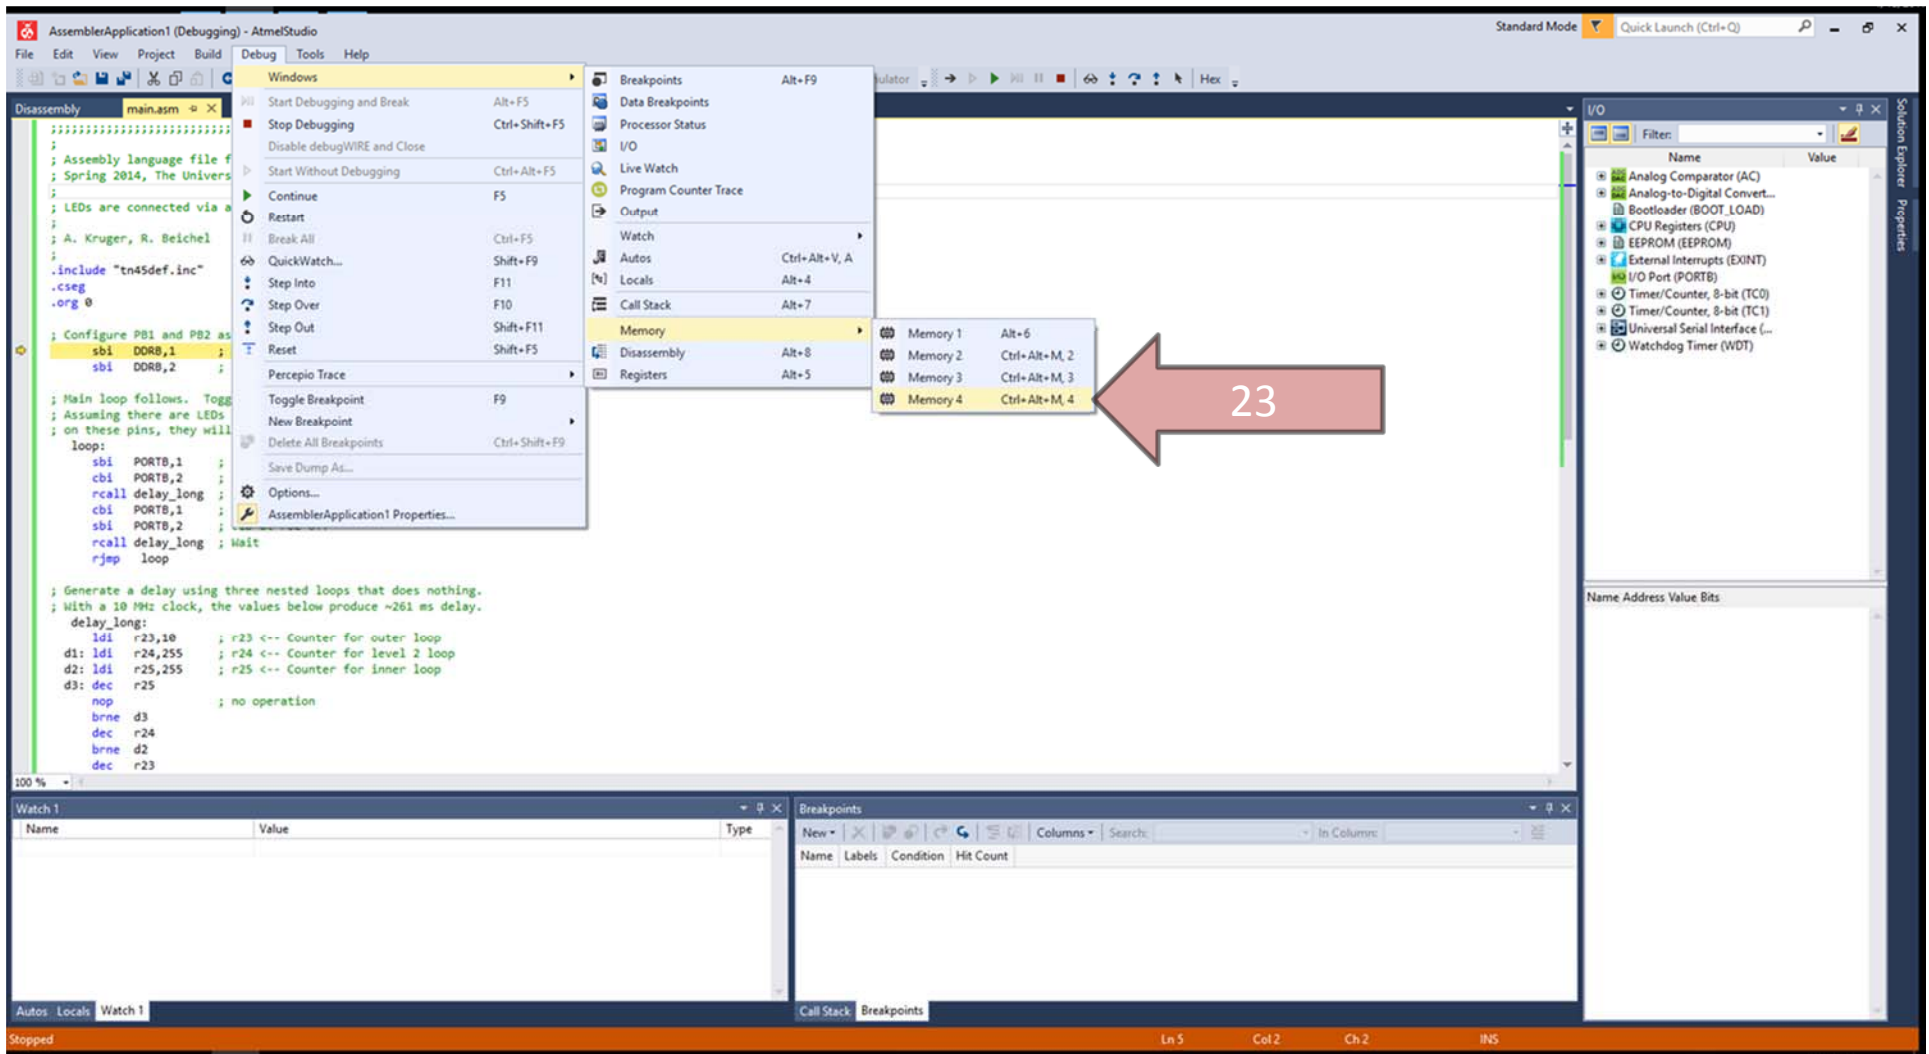 AssemblerApplication1 (Debugging) - AtmelStudio
Standard Mode
Quick Launch (Ctrl+Q)
File Edit View Project Build Debug Tools Help
Hex
Disassembly
main.asm
;;;;;;;;;;;;;;;;;;;;;;;;;;
;
; Assembly language file f
; Spring 2014, The Univers
;
; LEDs are connected via a
;
; A. Kruger, R. Beichel
;
.include "tn45def.inc"
.cseg
.org 0
; Configure PB1 and PB2 as
sbi DDRB,1 ;
sbi DDRB,2 ;
; Main loop follows. Togg
; Assuming there are LEDs
; on these pins, they will
loop:
sbi PORTB,1 ;
cbi PORTB,2 ;
rcall delay_long ;
cbi PORTB,1 ;
sbi PORTB,2 ;
rcall delay_long ; Wait
rjmp loop
; Generate a delay using three nested loops that does nothing.
; With a 10 MHz clock, the values below produce ~261 ms delay.
delay_long:
ldi r23,10 ; r23 <-- Counter for outer loop
d1: ldi r24,255 ; r24 <-- Counter for level 2 loop
d2: ldi r25,255 ; r25 <-- Counter for inner loop
d3: dec r25
nop ; no operation
brne d3
dec r24
brne d2
dec r23
100 %
Windows
Start Debugging and Break Alt+F5
Stop Debugging Ctrl+Shift+F5
Disable debugWIRE and Close
Start Without Debugging Ctrl+Alt+F5
Continue F5
Restart
Break All Ctrl+F5
QuickWatch... Shift+F9
Step Into F11
Step Over F10
Step Out Shift+F11
Reset Shift+F5
Percepio Trace
Toggle Breakpoint F9
New Breakpoint
Delete All Breakpoints Ctrl+Shift+F9
Save Dump As...
Options...
AssemblerApplication1 Properties...
Breakpoints Alt+F9
Data Breakpoints
Processor Status
I/O
Live Watch
Program Counter Trace
Output
Watch
Autos Ctrl+Alt+V, A
Locals Alt+4
Call Stack Alt+7
Memory
Disassembly Alt+8
Registers Alt+5
Memory 1 Alt+6
Memory 2 Ctrl+Alt+M, 2
Memory 3 Ctrl+Alt+M, 3
Memory 4 Ctrl+Alt+M, 4
23
I/O
Filter:
Name Value
Analog Comparator (AC)
Analog-to-Digital Convert...
Bootloader (BOOT_LOAD)
CPU Registers (CPU)
EEPROM (EEPROM)
External Interrupts (EXINT)
I/O Port (PORTB)
Timer/Counter, 8-bit (TC0)
Timer/Counter, 8-bit (TC1)
Universal Serial Interface (...
Watchdog Timer (WDT)
Name Address Value Bits
Solution Explorer
Properties
Watch 1
Name Value Type
Autos Locals Watch 1
Breakpoints
New Columns Search: In Column:
Name Labels Condition Hit Count
Call Stack Breakpoints
Stopped
Ln 5 Col 2 Ch 2 INS